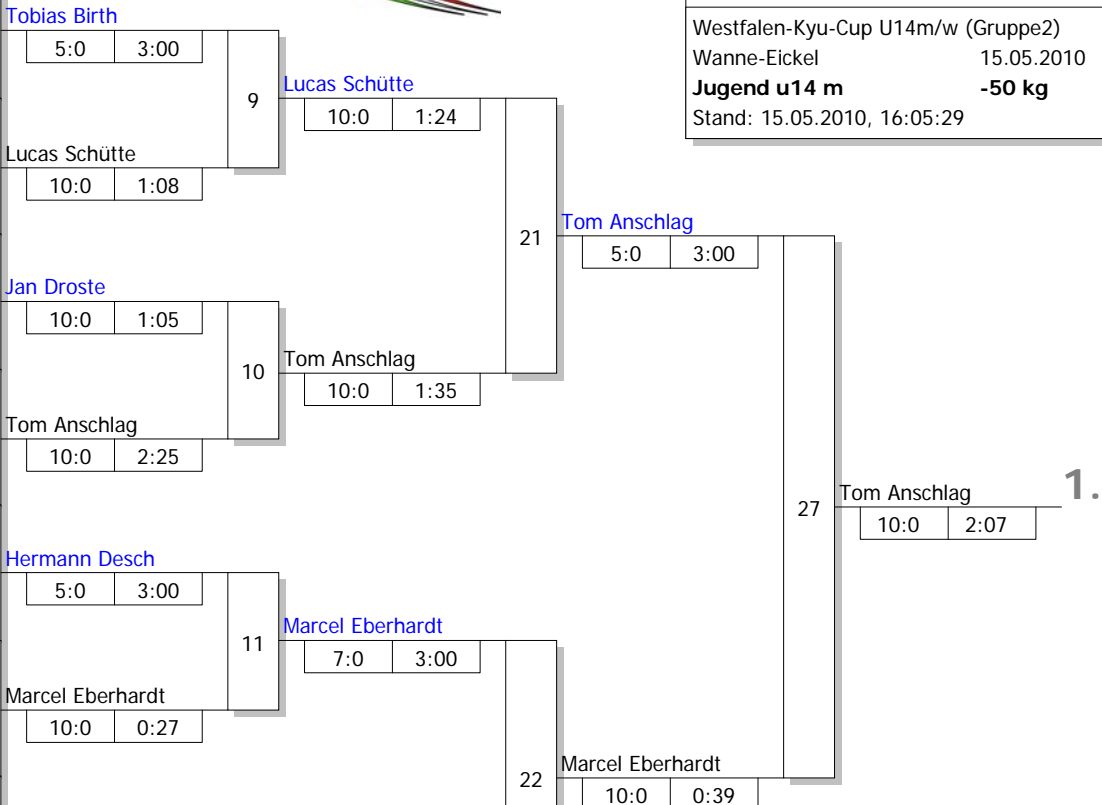 Westfalen-Kyu-Cup U14m/w (Gruppe2)
Wanne-Eickel 15.05.2010
Jugend u14 m -50 kg
Stand: 15.05.2010, 16:05:29
Tobias Birth
5:0 3:00
9
Lucas Schütte
10:0 1:08
Jan Droste
10:0 1:05
10
Tom Anschlag
10:0 2:25
Hermann Desch
5:0 3:00
11
Marcel Eberhardt
10:0 0:27
Lucas Schütte
10:0 1:24
21
Tom Anschlag
10:0 1:35
Marcel Eberhardt
7:0 3:00
22
Tom Anschlag
5:0 3:00
27
Marcel Eberhardt
10:0 0:39
Tom Anschlag 1.
10:0 2:07